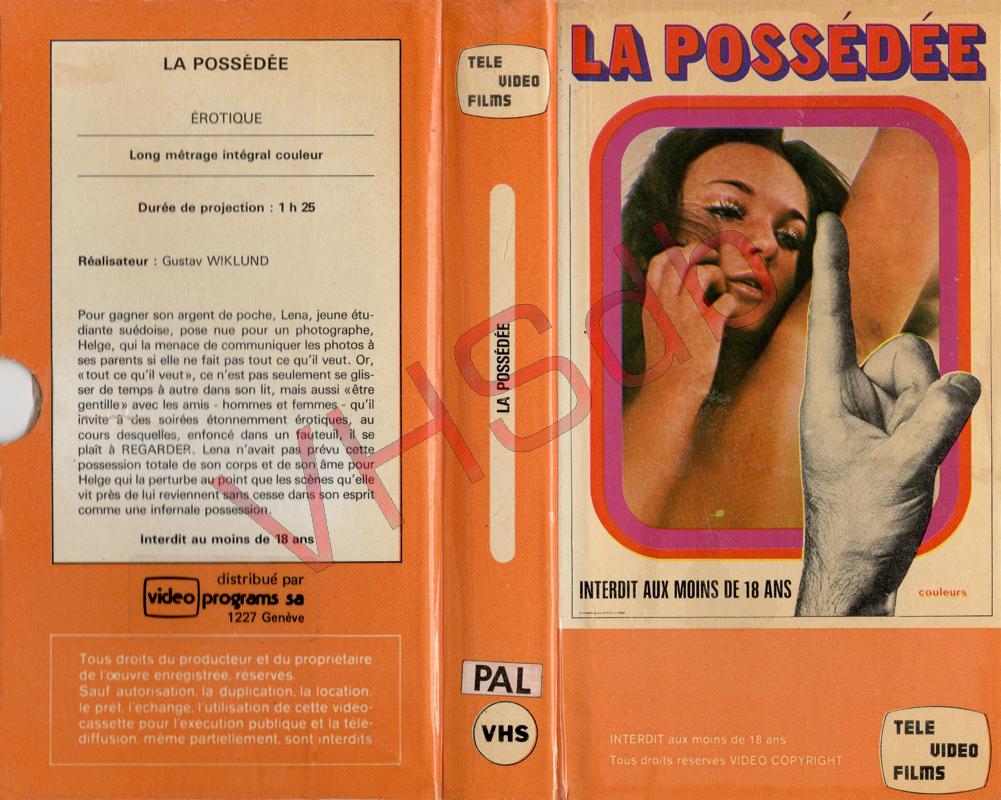 LA POSSÉDÉE
ÉROTIQUE
Long métrage intégral couleur
Durée de projection : 1 h 25
Réalisateur : Gustav WIKLUND
Pour gagner son argent de poche, Lena, jeune étu-
diante suédoise, pose nue pour un photographe,
Helge, qui la menace de communiquer les photos à
ses parents si elle ne fait pas tout ce qu'il veut. Or,
«tout ce qu'il veut», ce n'est pas seulement se glis-
ser de temps à autre dans son lit, mais aussi «être
gentille» avec les amis - hommes et femmes - qu'il
invite à des soirées étonnemment érotiques, au
cours desquelles, enfoncé dans un fauteuil, il se
plaît à REGARDER. Lena n'avait pas prévu cette
possession totale de son corps et de son âme pour
Helge qui la perturbe au point que les scènes qu'elle
vit près de lui reviennent sans cesse dans son esprit
comme une infernale possession.
Interdit au moins de 18 ans
distribué par
video programs sa
1227 Genève
Tous droits du producteur et du propriétaire
de l'œuvre enregistrée, réservés.
Sauf autorisation, la duplication, la location,
le prêt, l'échange, l'utilisation de cette vidéo-
cassette pour l'exécution publique et la télé-
diffusion, même partiellement, sont interdits
TELE
VIDEO
FILMS
LA POSSÉDÉE
PAL
VHS
LA POSSÉDÉE
INTERDIT AUX MOINS DE 18 ANS
couleurs
INTERDIT aux moins de 18 ans
Tous droits réservés VIDEO COPYRIGHT
TELE
VIDEO
FILMS
VHSdb